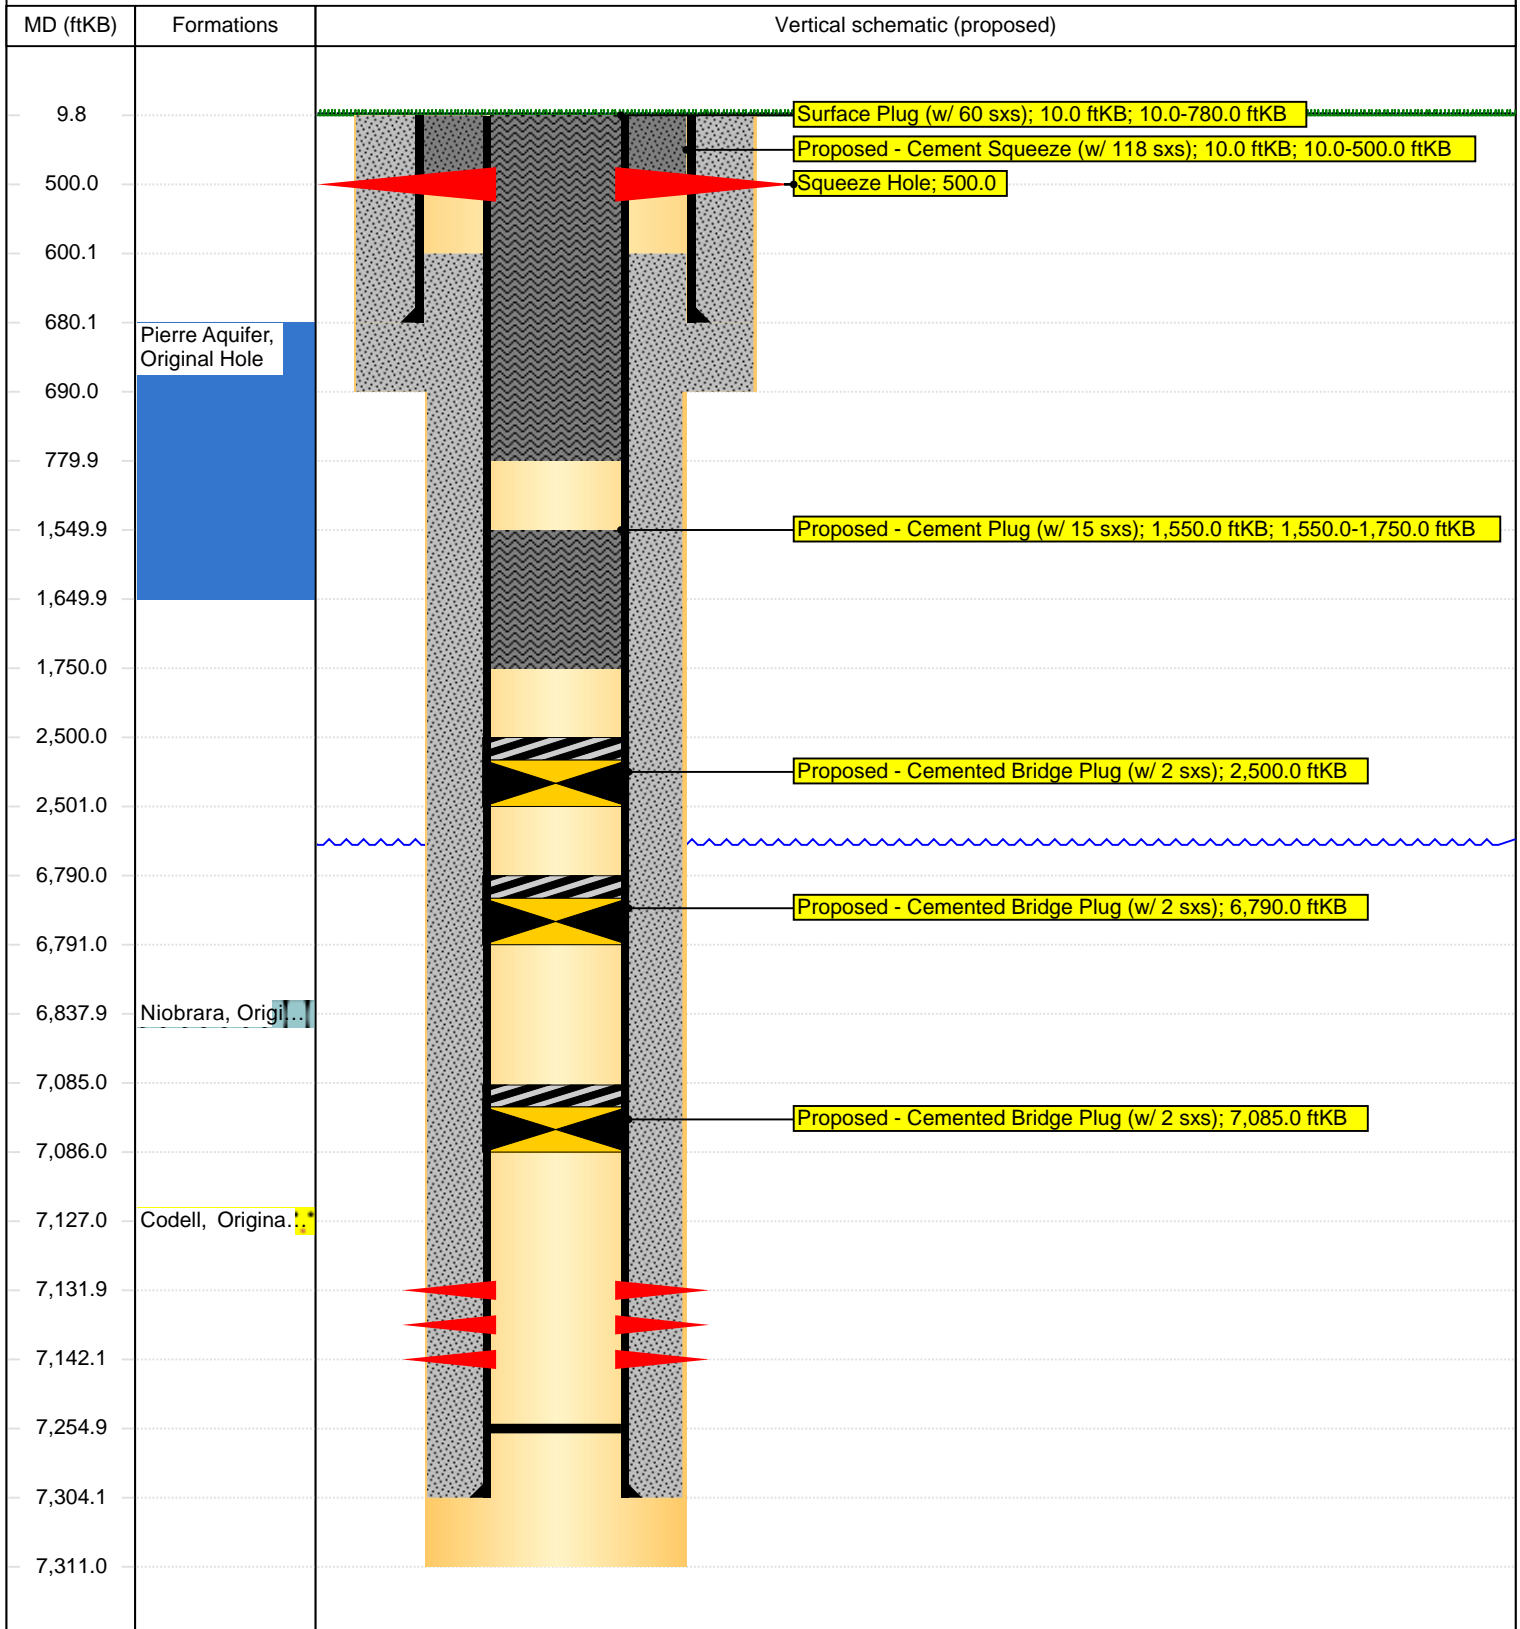 MD (ftKB) Formations Vertical schematic (proposed)
9.8 Surface Plug (w/ 60 sxs); 10.0 ftKB; 10.0-780.0 ftKB
Proposed - Cement Squeeze (w/ 118 sxs); 10.0 ftKB; 10.0-500.0 ftKB
500.0 Squeeze Hole; 500.0
600.1
680.1
Pierre Aquifer,
Original Hole
690.0
779.9
1,549.9 Proposed - Cement Plug (w/ 15 sxs); 1,550.0 ftKB; 1,550.0-1,750.0 ftKB
1,649.9
1,750.0
2,500.0
Proposed - Cemented Bridge Plug (w/ 2 sxs); 2,500.0 ftKB
2,501.0
6,790.0
Proposed - Cemented Bridge Plug (w/ 2 sxs); 6,790.0 ftKB
6,791.0
6,837.9 Niobrara, Origi...
7,085.0
Proposed - Cemented Bridge Plug (w/ 2 sxs); 7,085.0 ftKB
7,086.0
7,127.0 Codell, Origina...
7,131.9
7,142.1
7,254.9
7,304.1
7,311.0